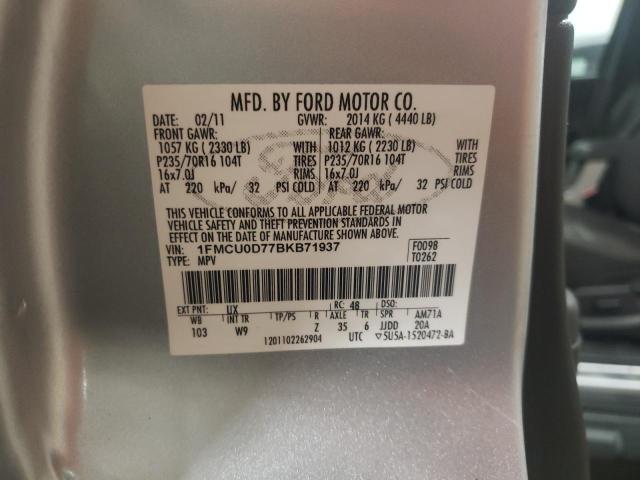 MFD. BY FORD MOTOR CO.
DATE: 02/11 GVWR: 2014 KG ( 4440 LB)
FRONT GAWR: REAR GAWR:
1057 KG ( 2330 LB) WITH 1012 KG ( 2230 LB) WITH
P235/70R16 104T TIRES P235/70R16 104T TIRES
16x7.0J RIMS 16x7.0J RIMS
AT 220 kPa/ 32 PSI COLD AT 220 kPa/ 32 PSI COLD
Ford
THIS VEHICLE CONFORMS TO ALL APPLICABLE FEDERAL MOTOR
VEHICLE SAFETY AND THEFT PREVENTION STANDARDS IN
EFFECT ON THE DATE OF MANUFACTURE SHOWN ABOVE.
VIN: 1FMCU0D77BKB71937 F0098
TYPE: MPV T0262
EXT PNT: UX RC: 48 DSO:
WB INT TR TP/PS R AXLE TR SPR AM71A
103 W9 Z 35 6 JJDD 20A
1201102262904 UTC ▽5U5A-1520472-BA